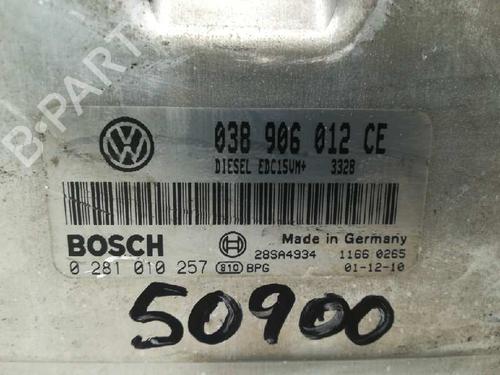 B-PARTS
038 906 012 CE
DIESEL EDC15VM+ 3328
BOSCH
Made in Germany
28SA4934 1166 0265
0 281 010 257 810 BPG 01-12-10
50900